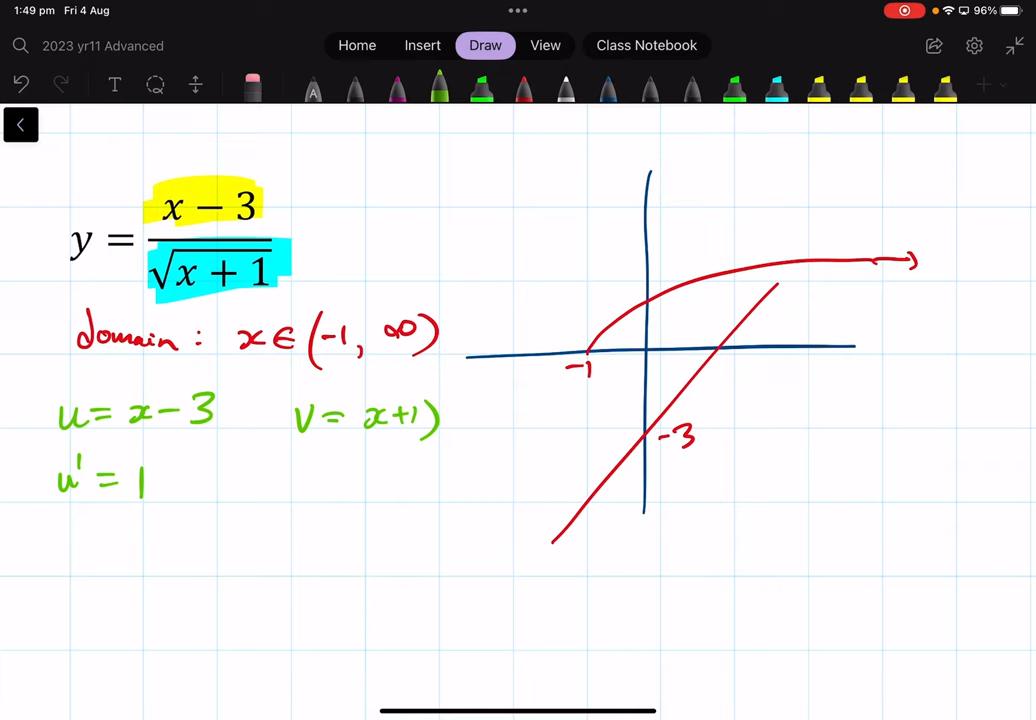 1:49 pm Fri 4 Aug 96%
2023 yr11 Advanced Home Insert Draw View Class Notebook
T A
y = x − 3 / √x + 1
domain : x ∈ (-1, ∞)
-1
u = x - 3 v = x+1)
-3
u' = 1